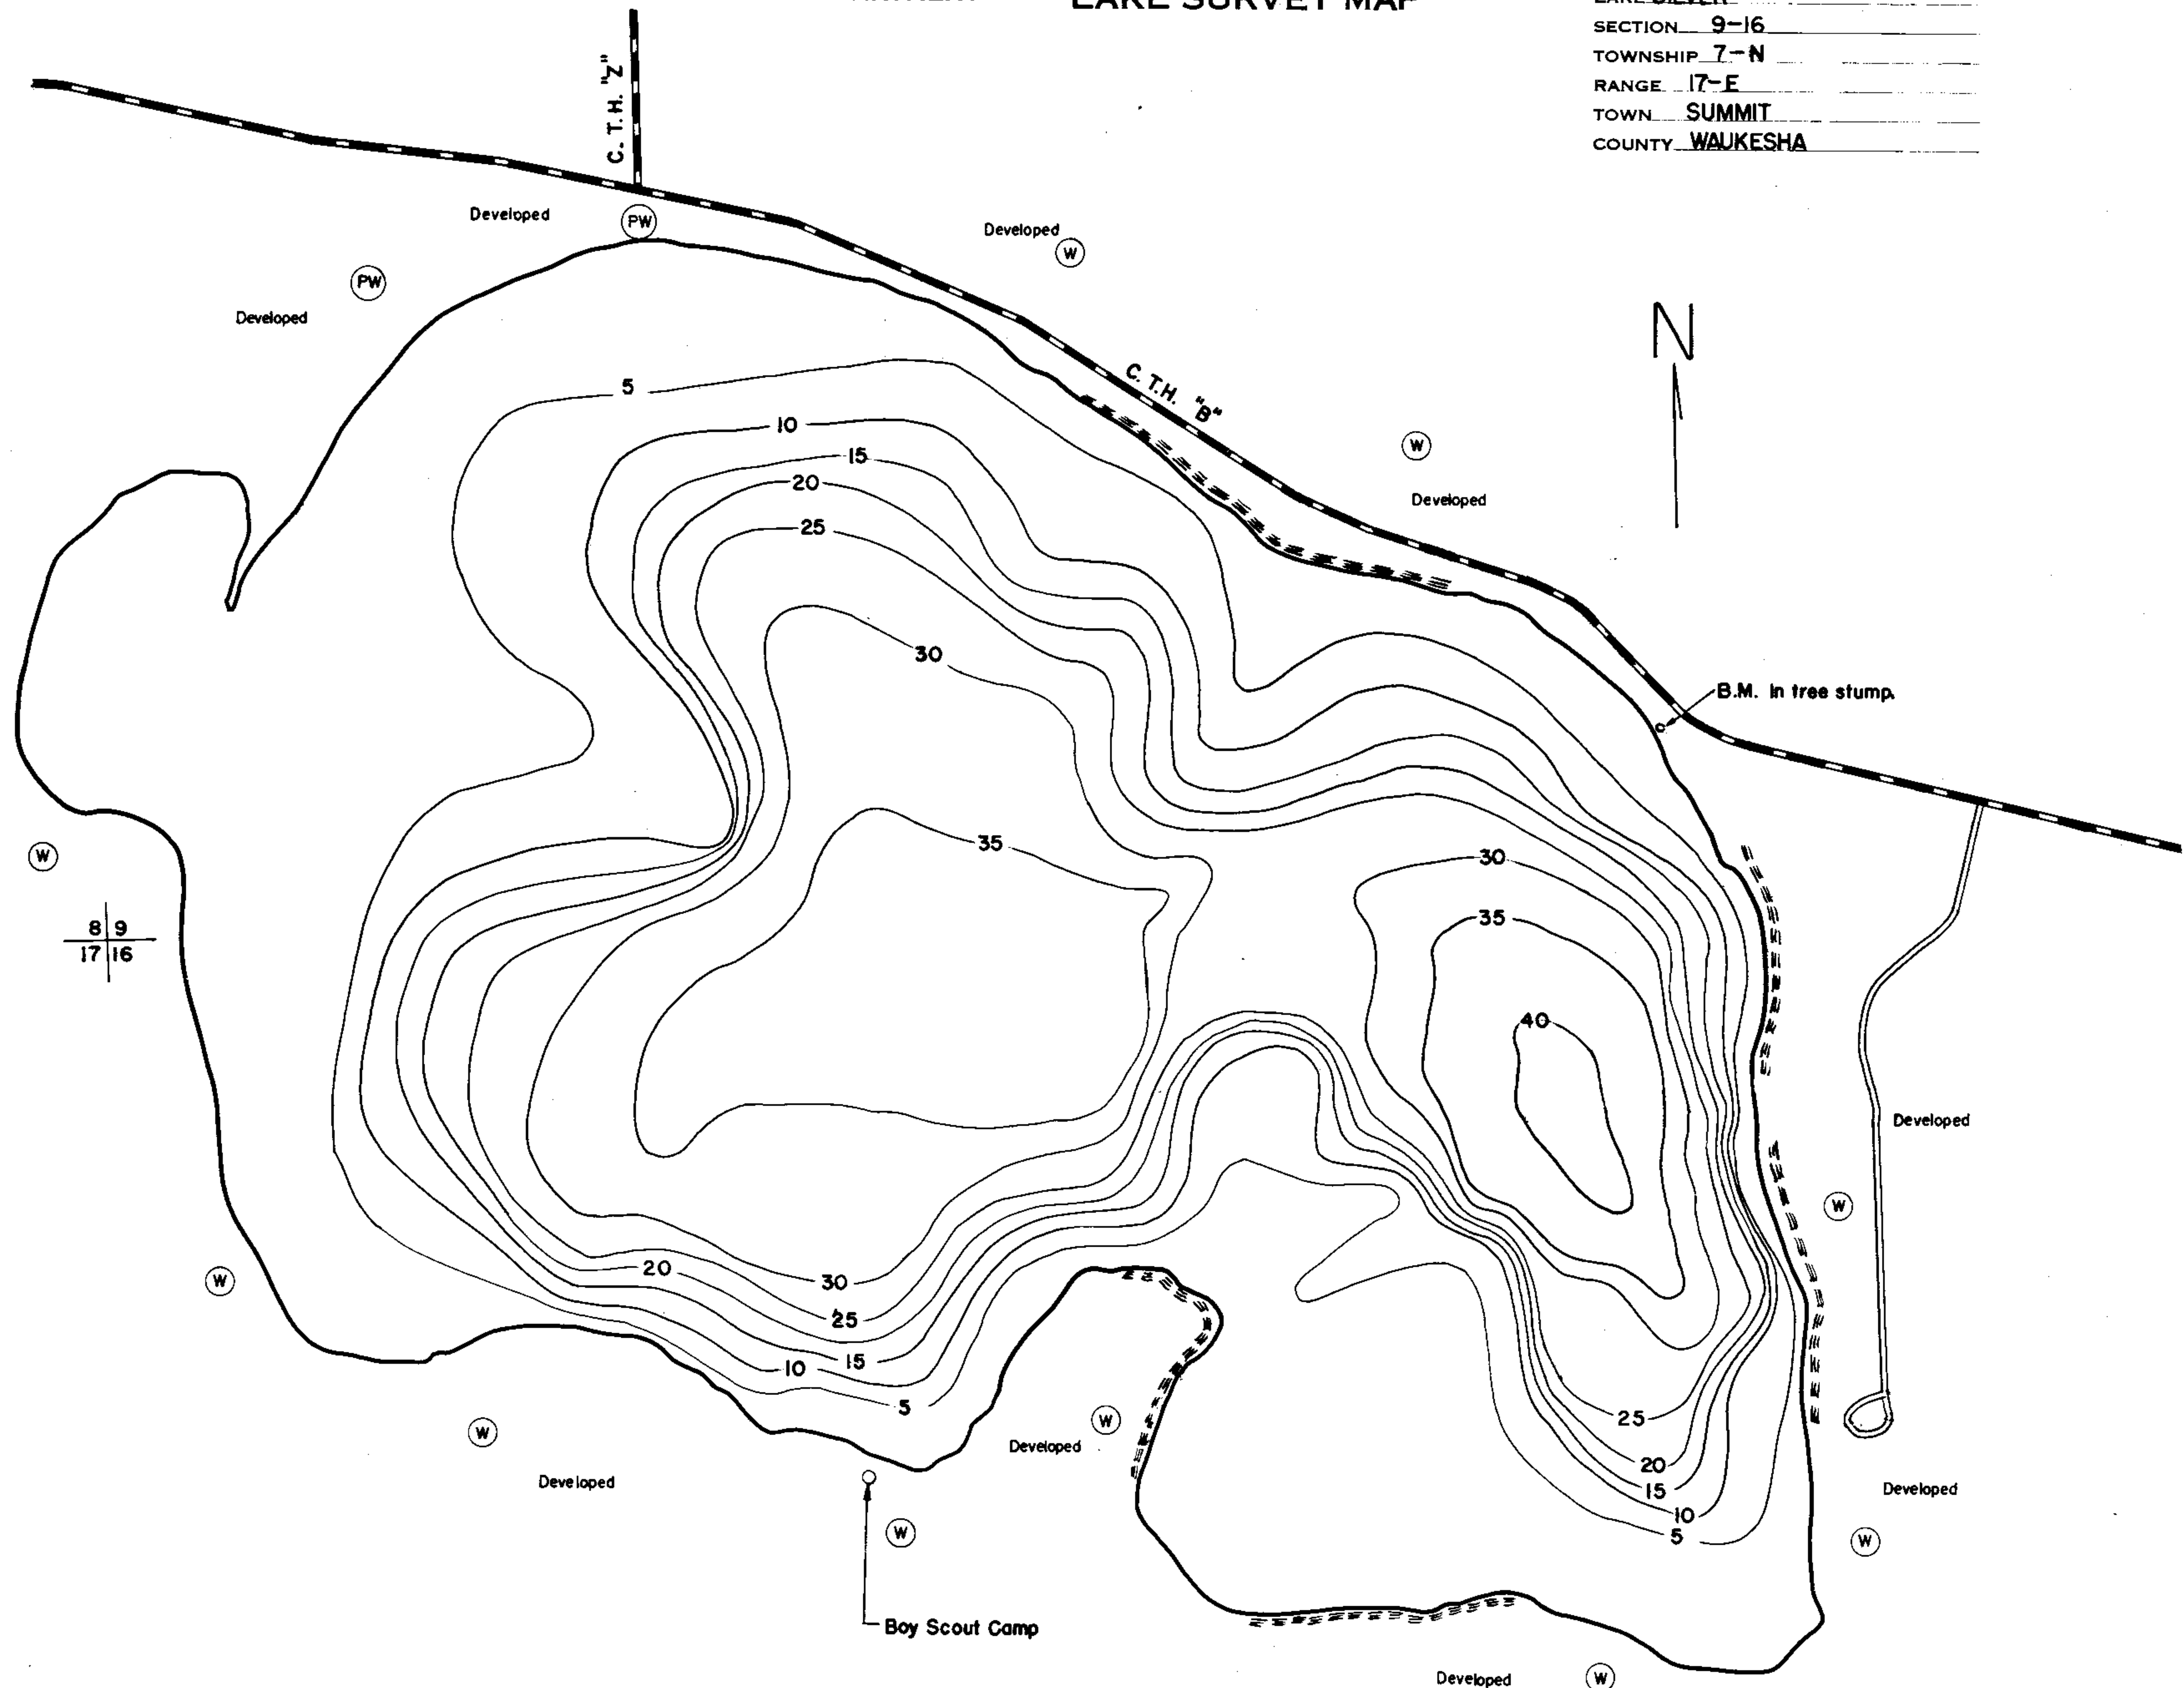 LAKE SURVEY MAP
LAKE SILVER
SECTION 9-16
TOWNSHIP 7-N
RANGE 17-E
TOWN SUMMIT
COUNTY WAUKESHA
C. T. H. "Z"
Developed
PW
Developed
W
PW
Developed
N
5
C. T. H. "B"
10
W
15
20
Developed
25
30
B.M. in tree stump.
35
30
W
35
8 9
17 16
40
Developed
W
20
30
W
25
15
10
5
25
W
W
Developed
20
Developed
15
Developed
10
W
5
W
Boy Scout Camp
Developed
W